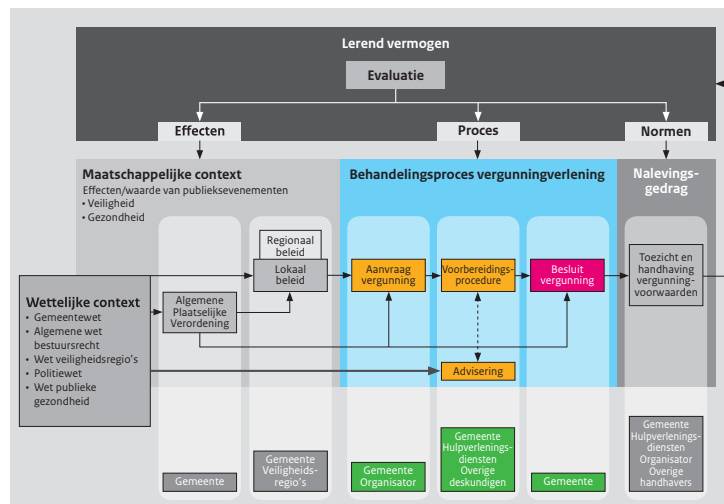 Lerend vermogen
Evaluatie
Effecten
Proces
Normen
Maatschappelijke context
Effecten/waarde van publieksevenementen
• Veiligheid
• Gezondheid
Behandelingsproces vergunningverlening
Nalevings-
gedrag
Regionaal
beleid
Lokaal
beleid
Aanvraag
vergunning
Voorbereidings-
procedure
Besluit
vergunning
Toezicht en
handhaving
vergunning-
voorwaarden
Wettelijke context
• Gemeentewet
• Algemene wet
bestuursrecht
• Wet veiligheidsregio's
• Politiewet
• Wet publieke
gezondheid
Algemene
Plaatselijke
Verordening
Advisering
Gemeente
Gemeente
Veiligheids-
regio's
Gemeente
Organisator
Gemeente
Hulpverlenings-
diensten
Overige
deskundigen
Gemeente
Gemeente
Hulpverlenings-
diensten
Organisator
Overige
handhavers